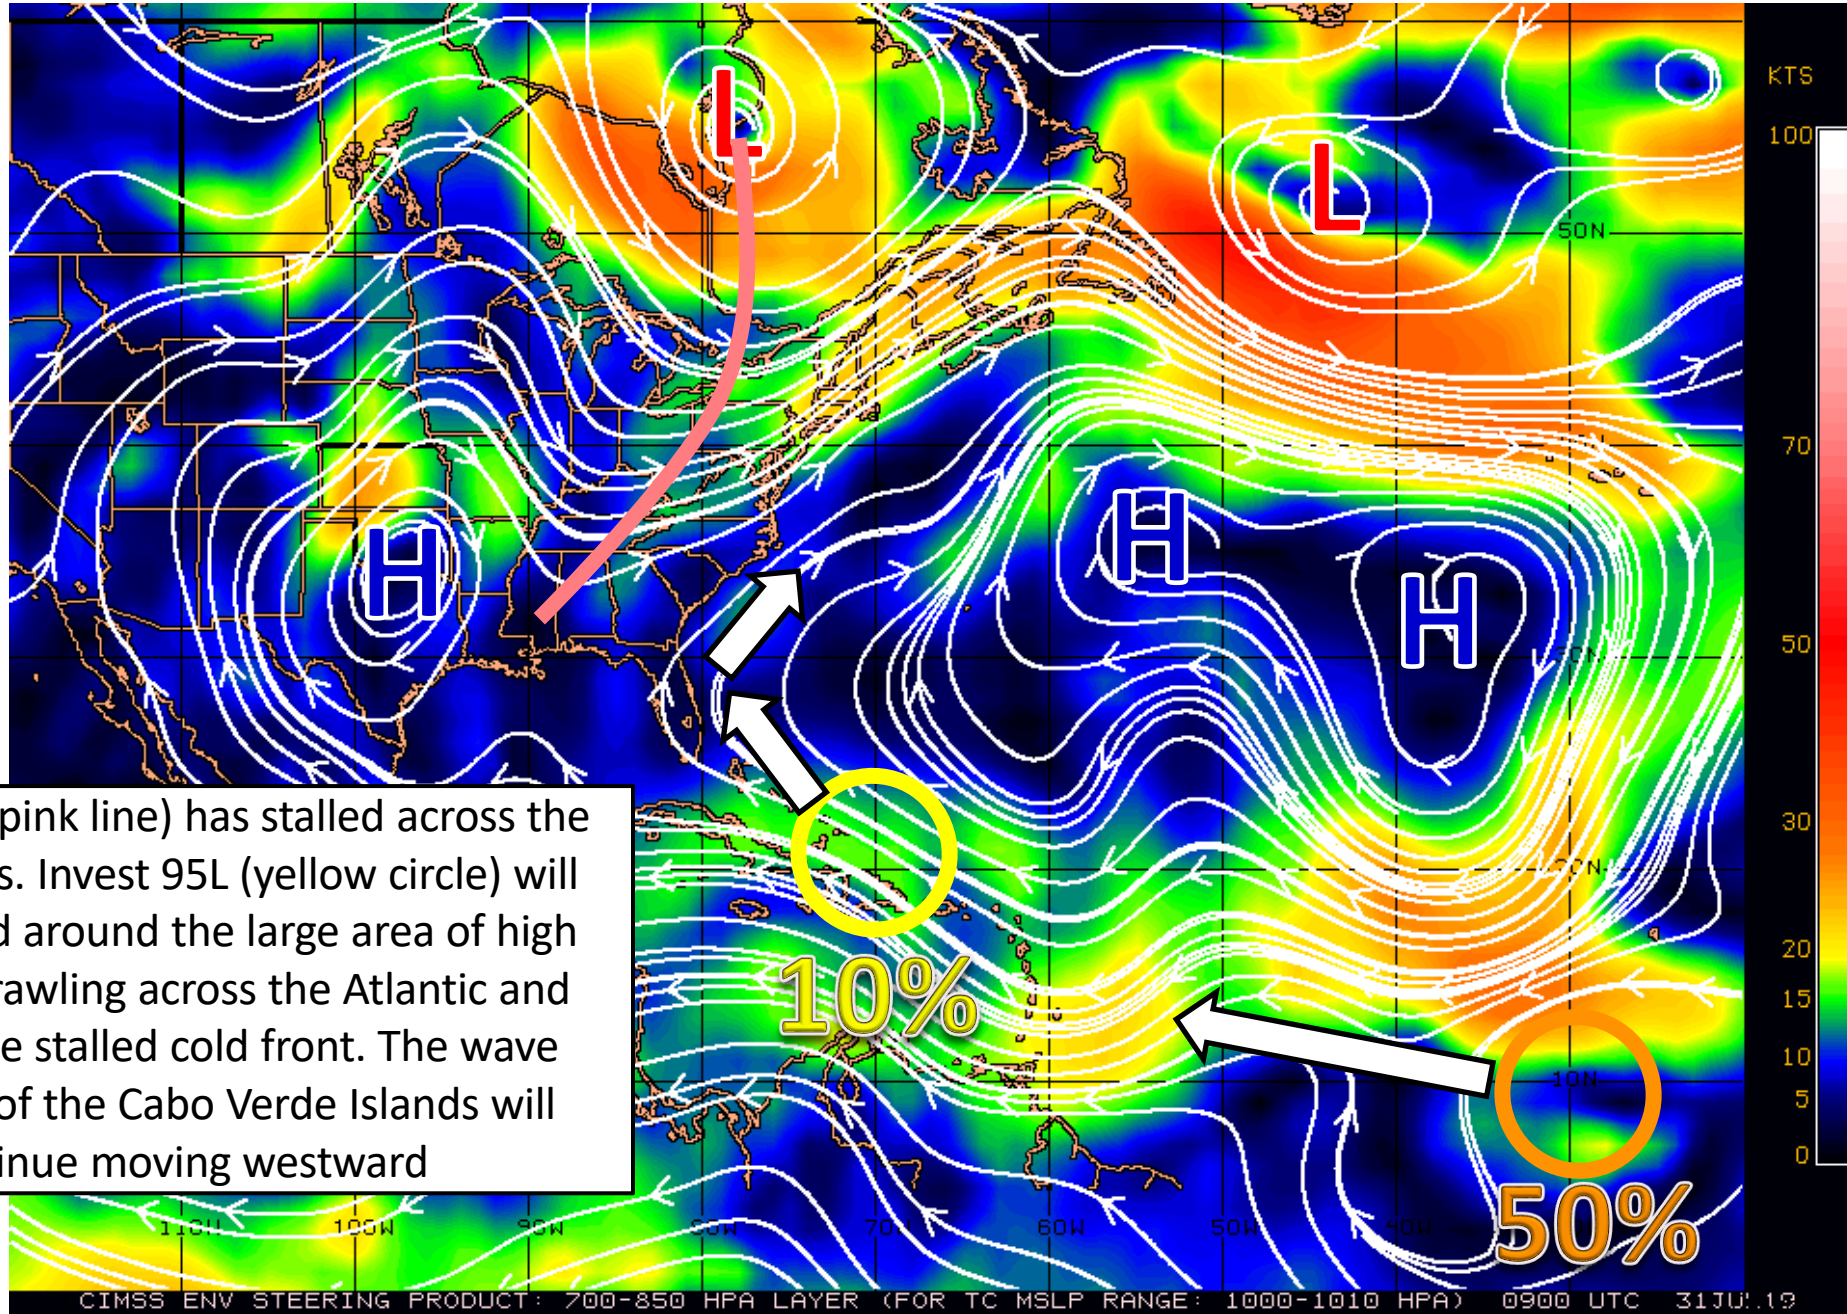 L
L
KTS
100
50N
70
H
H
H
50
30
pink line) has stalled across the
s. Invest 95L (yellow circle) will
d around the large area of high
rawling across the Atlantic and
e stalled cold front. The wave
of the Cabo Verde Islands will
inue moving westward
20
10%
15
10
10N
5
0
50%
110W 100W 90W 80W 70W 60W 50W 40W
CIMSS ENV STEERING PRODUCT: 700-850 HPA LAYER (FOR TC MSLP RANGE: 1000-1010 HPA) 0900 UTC 31JUL19